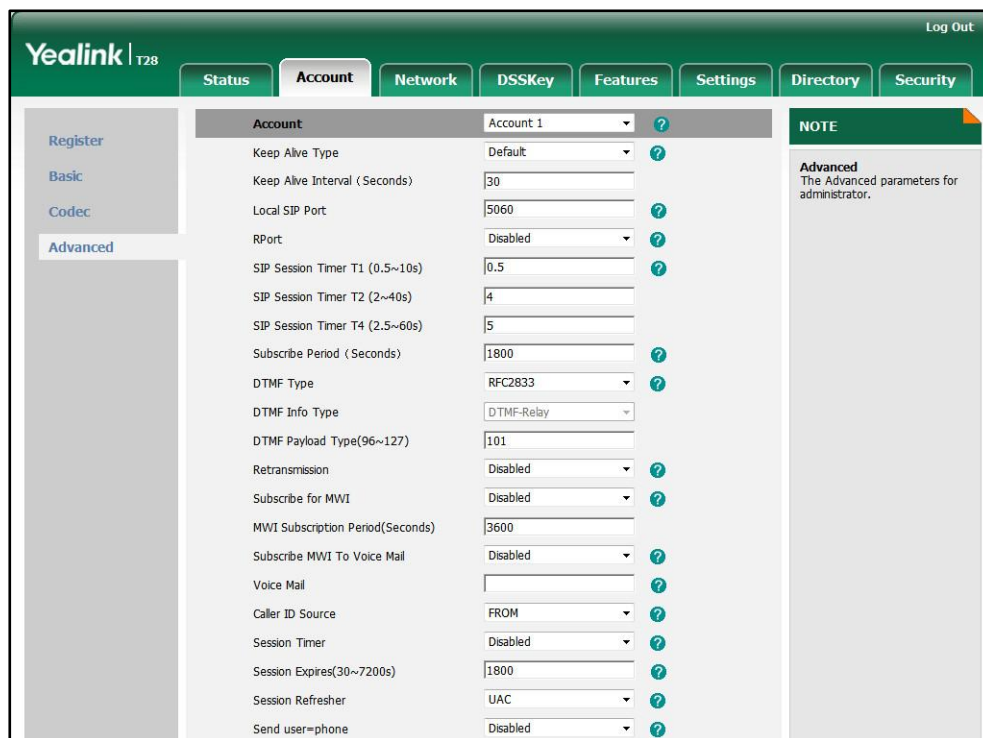 Log Out
Yealink | T28
Status Account Network DSSKey Features Settings Directory Security
Register
Basic
Codec
Advanced
Account Account 1 ?
Keep Alive Type Default ?
Keep Alive Interval (Seconds) 30
Local SIP Port 5060 ?
RPort Disabled ?
SIP Session Timer T1 (0.5~10s) 0.5 ?
SIP Session Timer T2 (2~40s) 4
SIP Session Timer T4 (2.5~60s) 5
Subscribe Period (Seconds) 1800 ?
DTMF Type RFC2833 ?
DTMF Info Type DTMF-Relay
DTMF Payload Type(96~127) 101
Retransmission Disabled ?
Subscribe for MWI Disabled ?
MWI Subscription Period(Seconds) 3600
Subscribe MWI To Voice Mail Disabled ?
Voice Mail ?
Caller ID Source FROM ?
Session Timer Disabled ?
Session Expires(30~7200s) 1800 ?
Session Refresher UAC ?
Send user=phone Disabled ?
NOTE
Advanced
The Advanced parameters for
administrator.